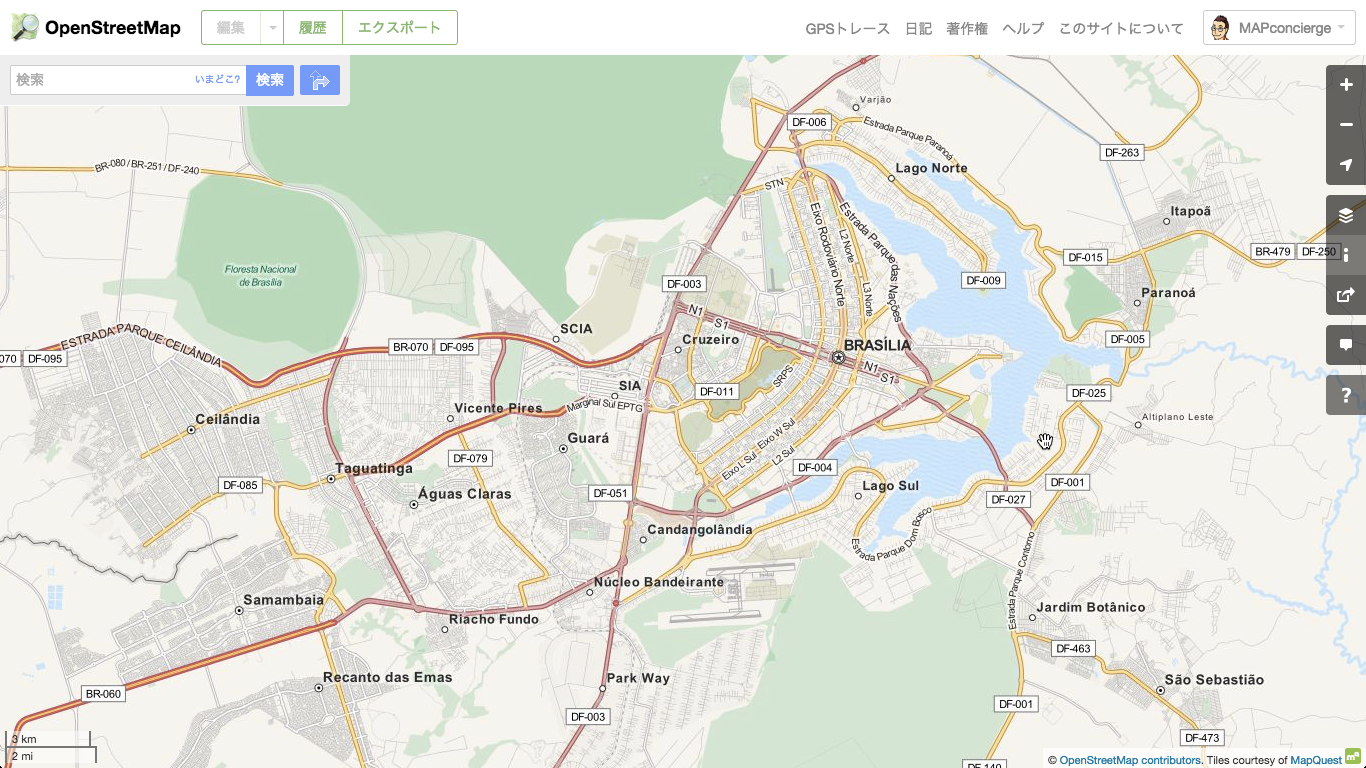 OpenStreetMap
編集
履歴
エクスポート
GPSトレース
日記
著作権
ヘルプ
このサイトについて
MAPconcierge
検索
いまどこ?
検索
Varjão
DF-006
Estrada Parque Paranoá
DF-263
BR-080 / BR-251 / DF-240
Lago Norte
STN
Itapoã
Eixo Rodoviário Norte
L2 Norte
L3 Norte
Estrada Parque das Nações
BR-479
DF-250
DF-015
Floresta Nacional
de Brasília
DF-009
DF-003
Paranoá
N1
S1
SCIA
ESTRADA PARQUE CEILÂNDIA
Cruzeiro
DF-005
BRASÍLIA
BR-070
DF-095
070
DF-095
N1
S1
SRPS
SIA
DF-011
DF-025
Marginal Sul EPTG
Vicente Pires
Ceilândia
Altiplano Leste
Guará
Eixo L Sul
Eixo W Sul
L2 Sul
DF-079
Taguatinga
DF-004
DF-085
DF-001
Lago Sul
Águas Claras
DF-051
DF-027
Candangolândia
Estrada Parque Dom Bosco
Estrada Parque Contorno
Núcleo Bandeirante
Samambaia
Jardim Botânico
Riacho Fundo
DF-463
Recanto das Emas
Park Way
São Sebastião
BR-060
DF-001
DF-003
DF-473
3 km
2 mi
DF-140
© OpenStreetMap contributors. Tiles courtesy of MapQuest